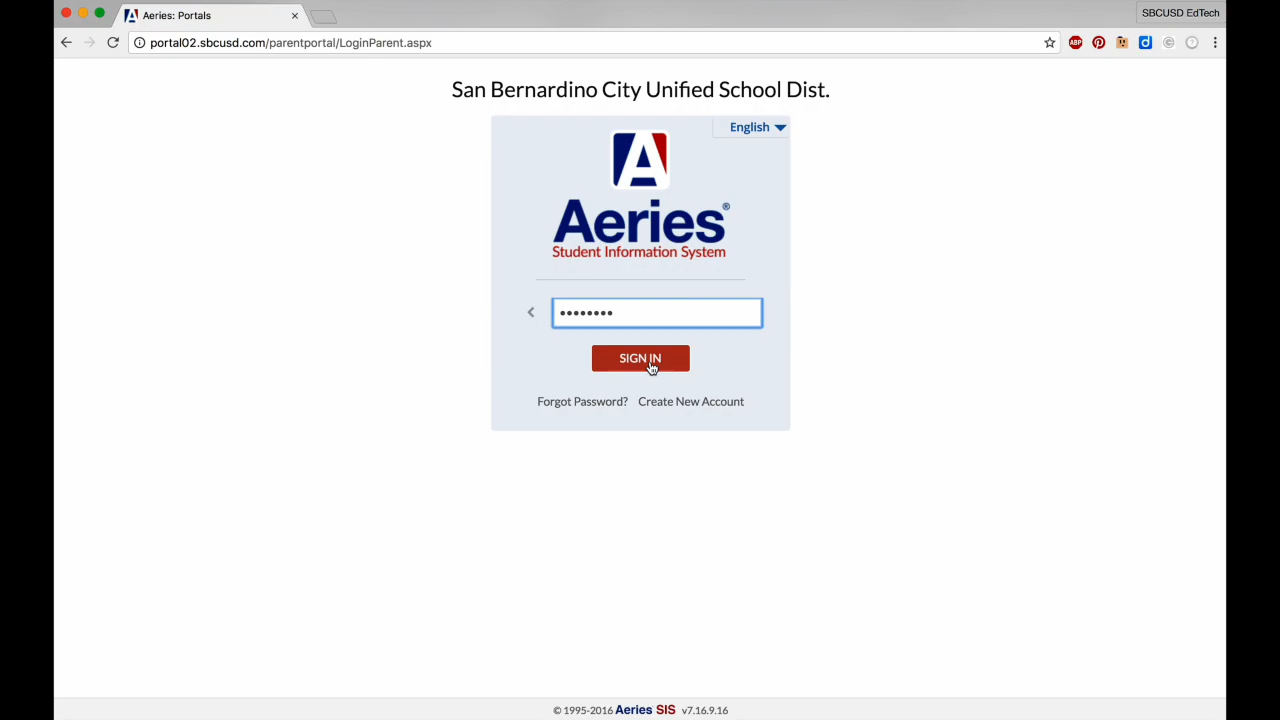 Aeries: Portals
SBCUSD EdTech
portal02.sbcusd.com/parentportal/LoginParent.aspx
ABP
San Bernardino City Unified School Dist.
English
A
Aeries®
Student Information System
••••••••
SIGN IN
Forgot Password? Create New Account
© 1995-2016 Aeries SIS v7.16.9.16